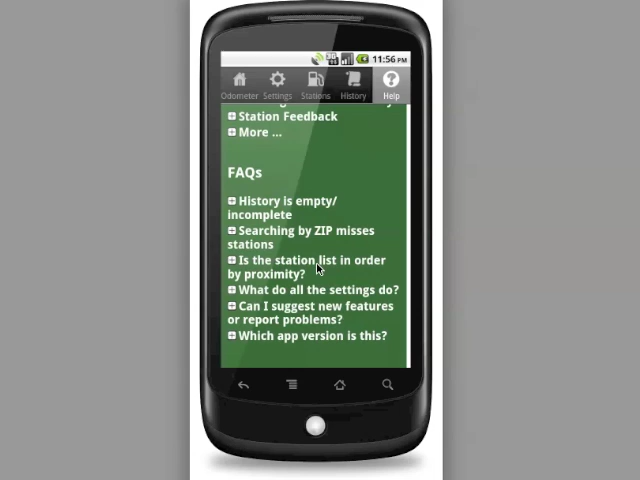 3G 11:56 PM
Odometer Settings Stations History Help
Station Feedback
More ...
FAQs
History is empty/
incomplete
Searching by ZIP misses
stations
Is the station list in order
by proximity?
What do all the settings do?
Can I suggest new features
or report problems?
Which app version is this?